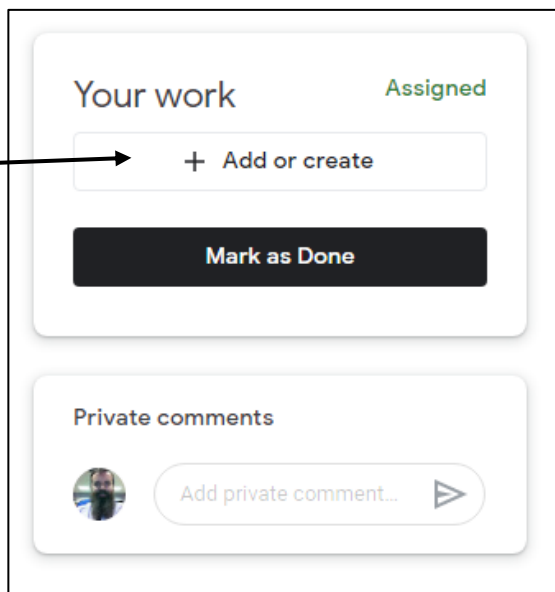 Your work
Assigned
+ Add or create
Mark as Done
Private comments
Add private comment...